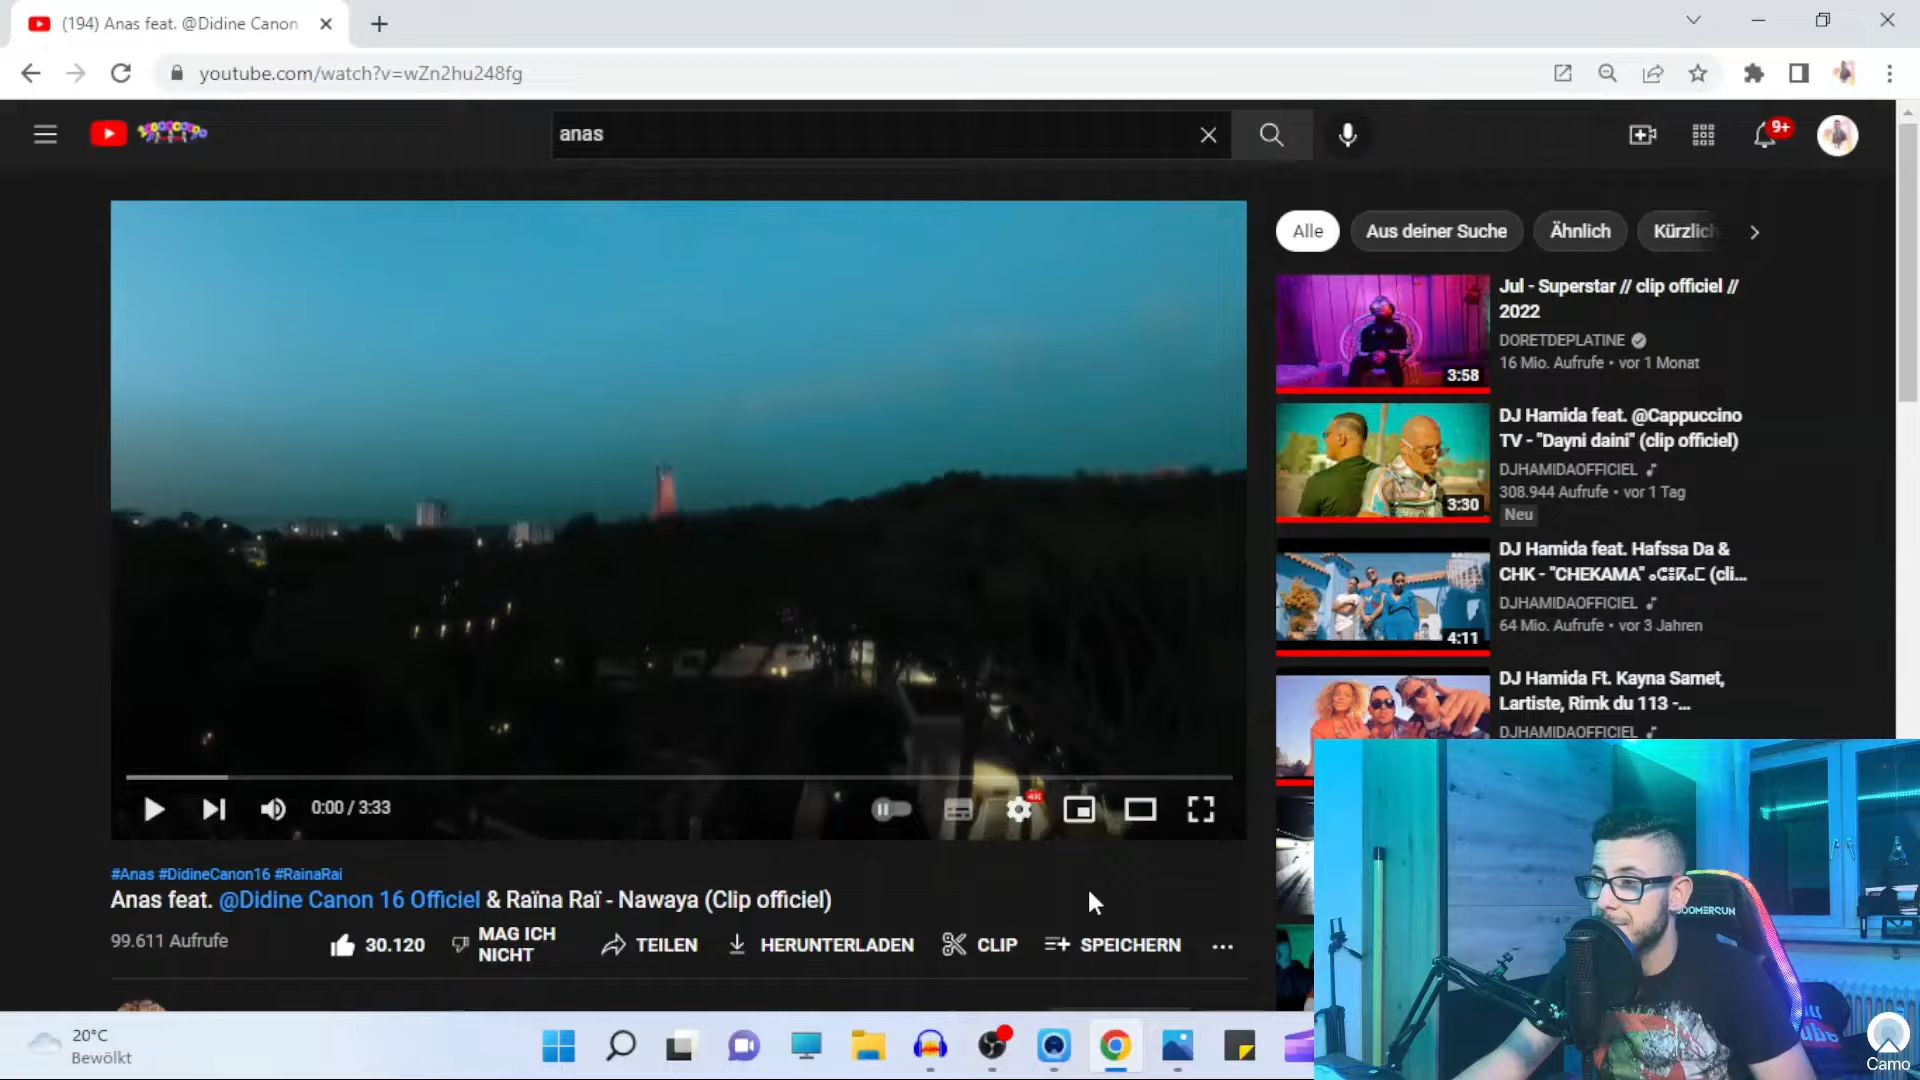 (194) Anas feat. @Didine Canon
youtube.com/watch?v=wZn2hu248fg
anas
9+
Alle
Aus deiner Suche
Ähnlich
Kürzlich
Jul - Superstar // clip officiel //
2022
DORETDEPLATINE
16 Mio. Aufrufe • vor 1 Monat
3:58
DJ Hamida feat. @Cappuccino
TV - "Dayni daini" (clip officiel)
DJHAMIDAOFFICIEL
308.944 Aufrufe • vor 1 Tag
Neu
3:30
DJ Hamida feat. Hafssa Da &
CHK - "CHEKAMA" ⴰⵛⴻⴽⴰⵎ (cli...
DJHAMIDAOFFICIEL
64 Mio. Aufrufe • vor 3 Jahren
4:11
DJ Hamida Ft. Kayna Samet,
Lartiste, Rimk du 113 -...
DJHAMIDAOFFICIEL
0:00 / 3:33
4K
#Anas #DidineCanon16 #RainaRai
Anas feat. @Didine Canon 16 Officiel & Raïna Raï - Nawaya (Clip officiel)
99.611 Aufrufe
30.120
MAG ICH
NICHT
TEILEN
HERUNTERLADEN
CLIP
SPEICHERN
20°C
Bewölkt
BOOMERSUN
Camo